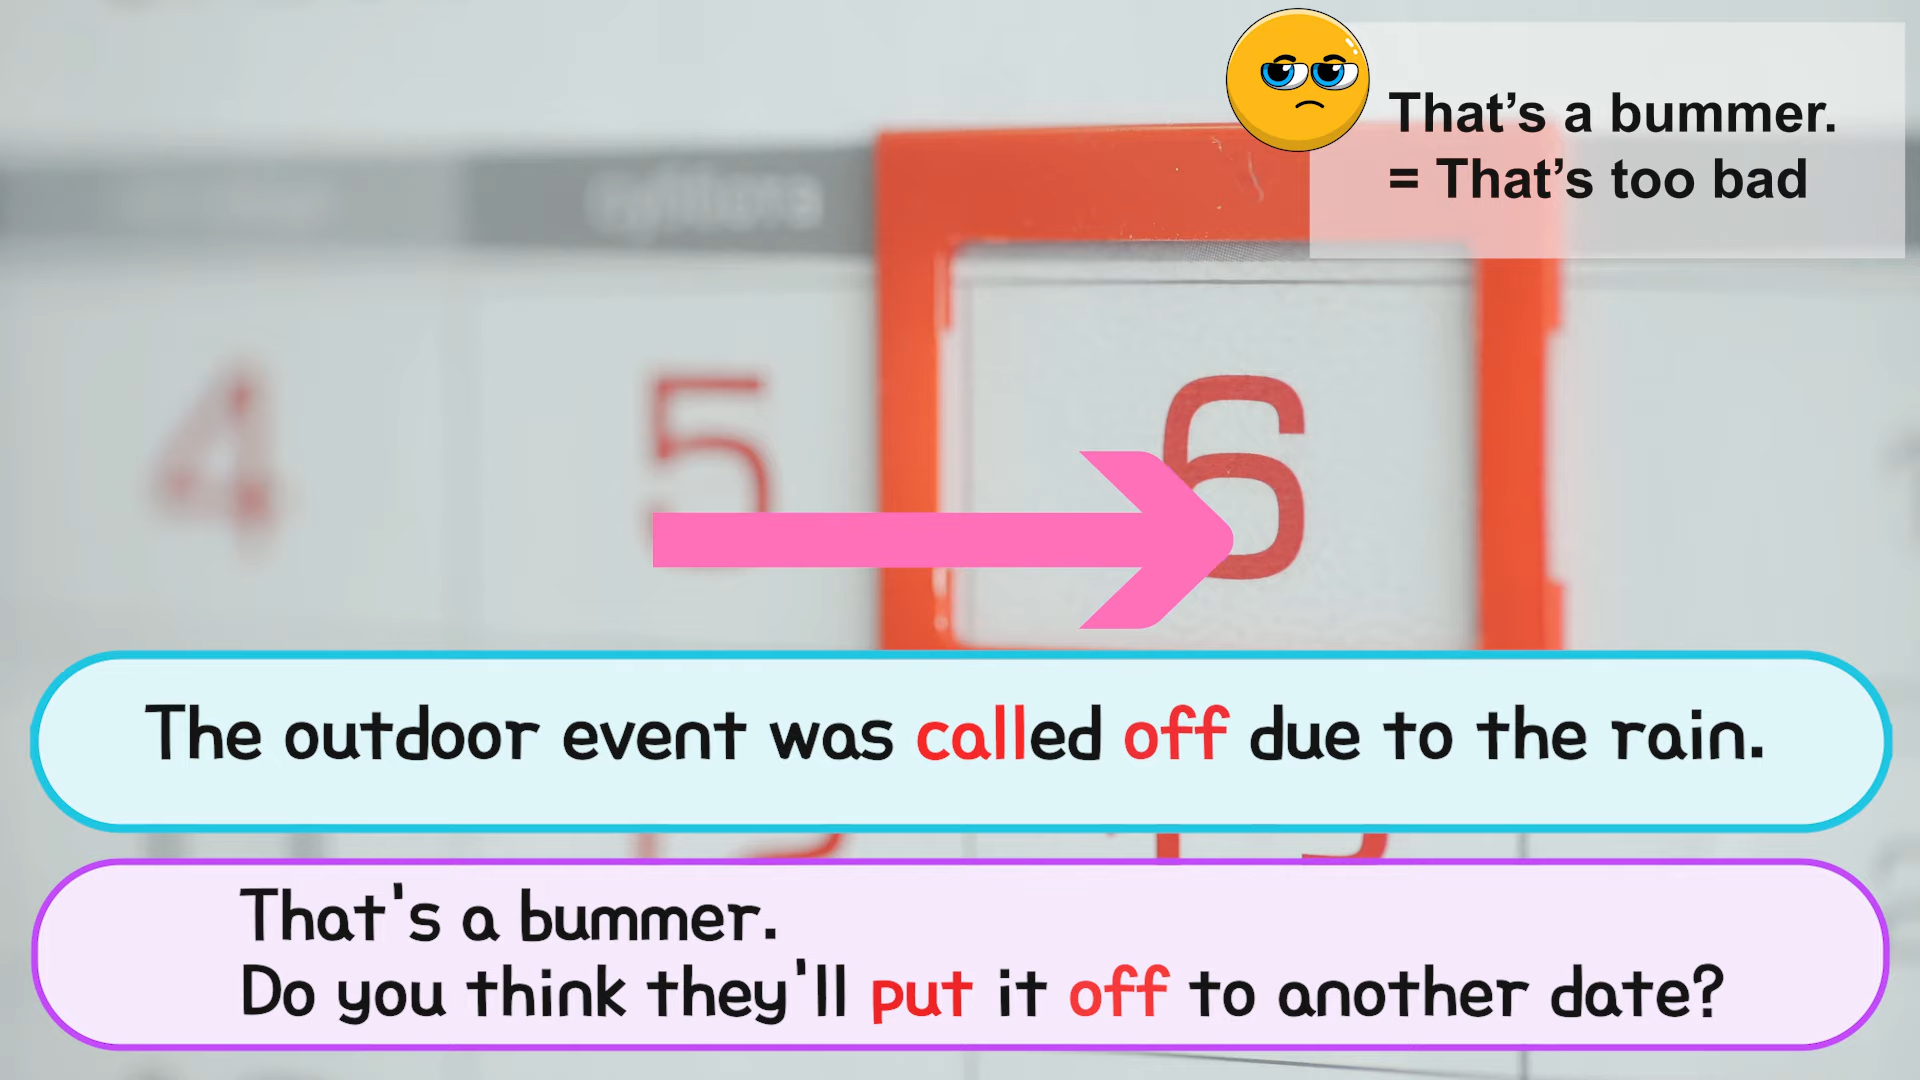 That’s a bummer.
= That’s too bad
4 5 6
The outdoor event was called off due to the rain.
That's a bummer.
Do you think they'll put it off to another date?